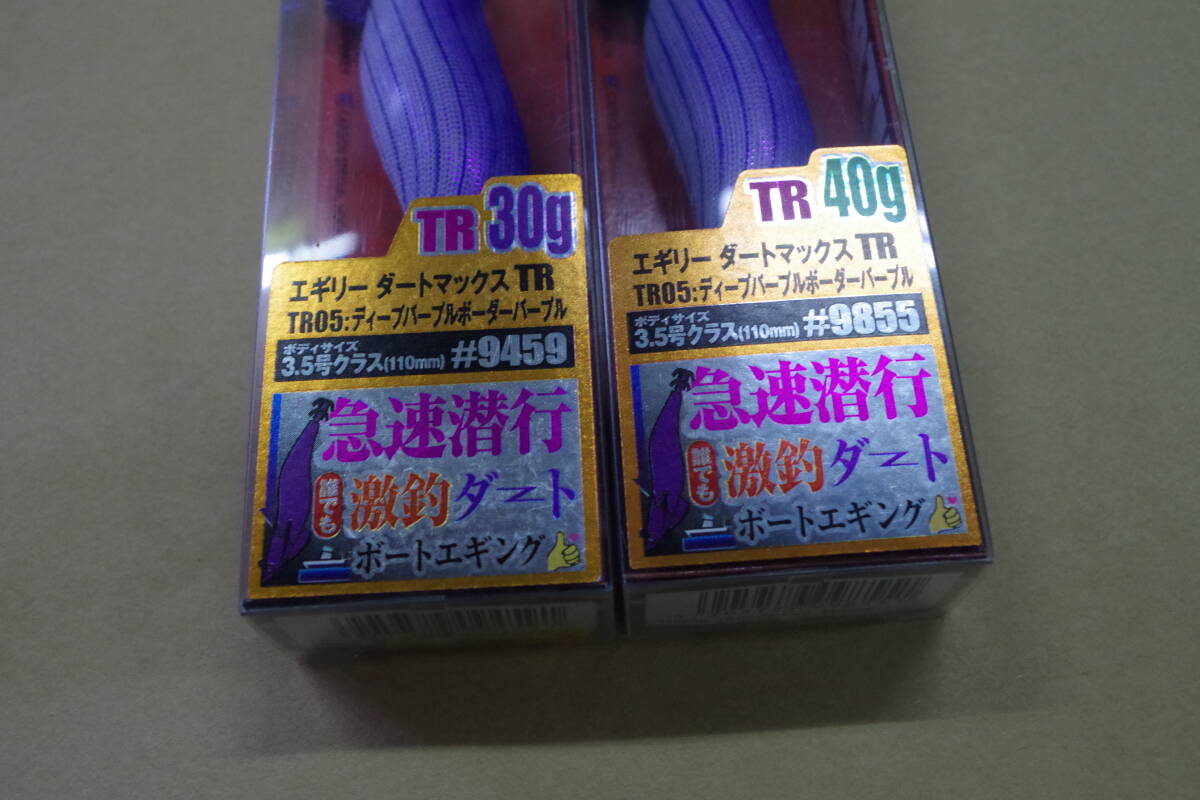 TR 30g
エギリー ダートマックス TR
TR05:ディープパープルボーダーパープル
ボディサイズ
3.5号クラス(110mm) #9459
急速潜行
誰でも 激釣ダート
ボートエギング
TR 40g
エギリー ダートマックス TR
TR05:ディープパープルボーダーパープル
ボディサイズ
3.5号クラス(110mm) #9855
急速潜行
誰でも 激釣ダート
ボートエギング